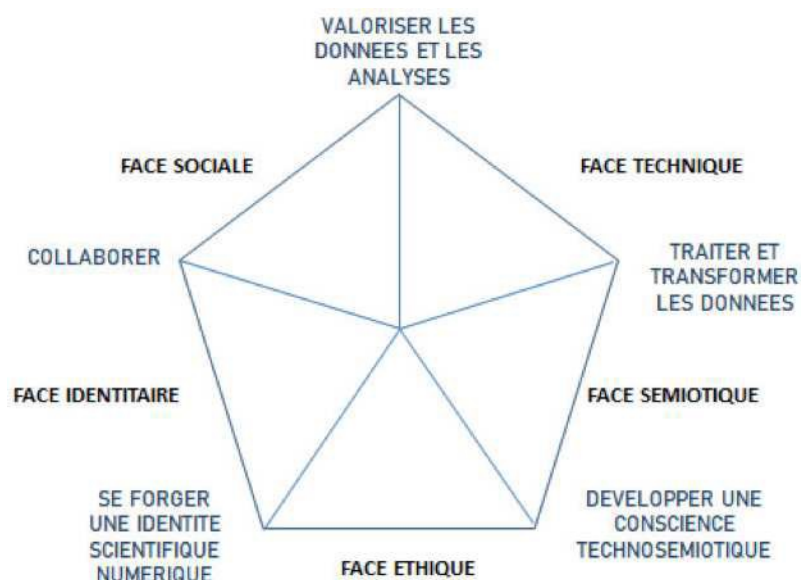 VALORISER LES
DONNEES ET LES
ANALYSES
FACE SOCIALE
FACE TECHNIQUE
COLLABORER
TRAITER ET
TRANSFORMER
LES DONNEES
FACE IDENTITAIRE
FACE SEMIOTIQUE
SE FORGER
UNE IDENTITE
SCIENTIFIQUE
NUMERIQUE
DEVELOPPER UNE
CONSCIENCE
TECHNOSEMIOTIQUE
FACE ETHIQUE